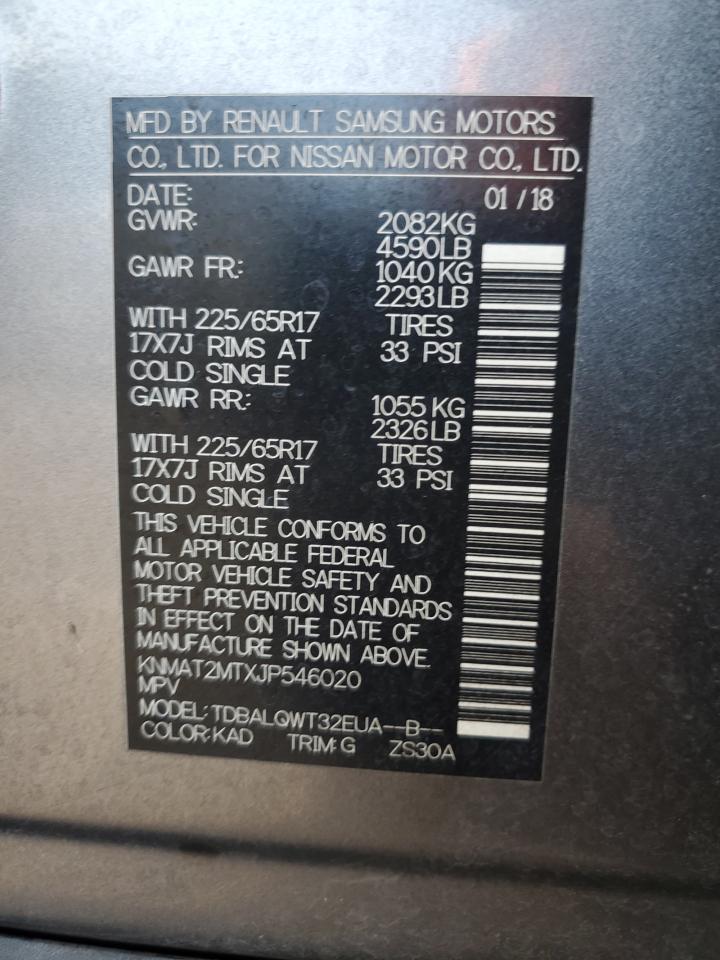 MFD BY RENAULT SAMSUNG MOTORS
CO., LTD. FOR NISSAN MOTOR CO., LTD.
DATE: 01 / 18
GVWR: 2082KG
4590LB
GAWR FR.: 1040KG
2293LB
WITH 225/65R17 TIRES
17X7J RIMS AT 33 PSI
COLD SINGLE
GAWR RR.: 1055KG
2326LB
WITH 225/65R17 TIRES
17X7J RIMS AT 33 PSI
COLD SINGLE
THIS VEHICLE CONFORMS TO
ALL APPLICABLE FEDERAL
MOTOR VEHICLE SAFETY AND
THEFT PREVENTION STANDARDS
IN EFFECT ON THE DATE OF
MANUFACTURE SHOWN ABOVE.
KNMAT2MTXJP546020
MPV
MODEL: TDBALQWT32EUA--B--
COLOR: KAD TRIM: G ZS30A